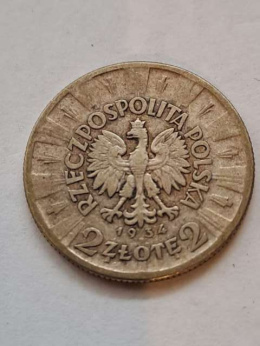 RZECZPOSPOLITA POLSKA
1934
2 ZŁOTE 2